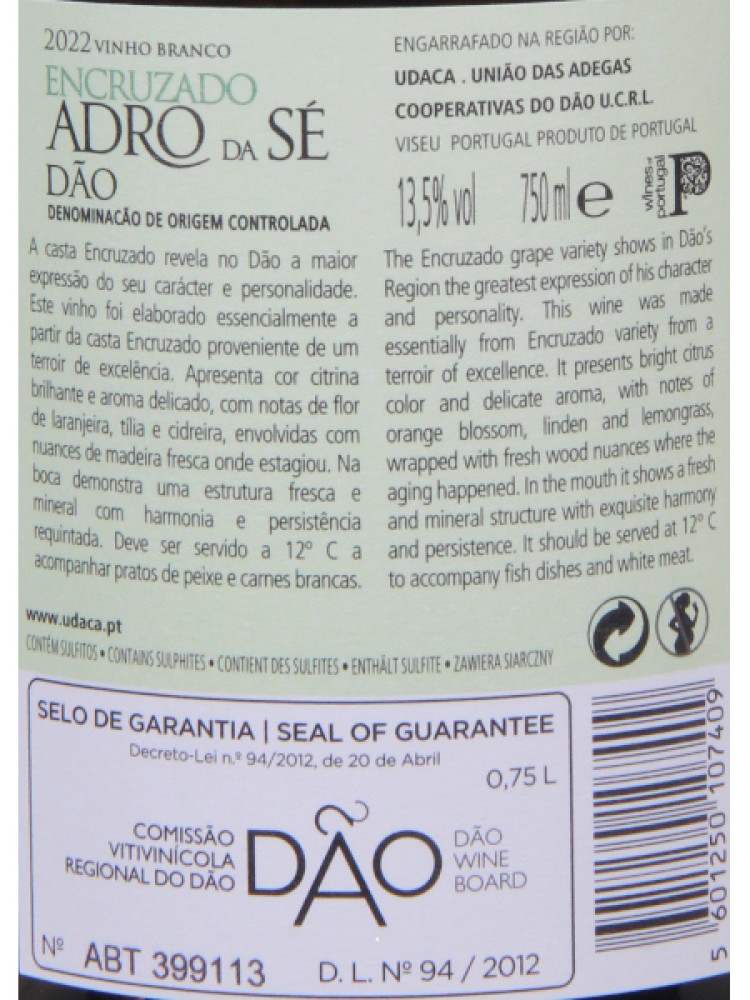 2022 VINHO BRANCO
ENCRUZADO
ADRO DA SÉ
DÃO
DENOMINACÃO DE ORIGEM CONTROLADA
A casta Encruzado revela no Dão a maior
expressão do seu carácter e personalidade.
Este vinho foi elaborado essencialmente a
partir da casta Encruzado proveniente de um
terroir de excelência. Apresenta cor citrina
brilhante e aroma delicado, com notas de flor
de laranjeira, tília e cidreira, envolvidas com
nuances de madeira fresca onde estagiou. Na
boca demonstra uma estrutura fresca e
mineral com harmonia e persistência
requintada. Deve ser servido a 12º C a
acompanhar pratos de peixe e carnes brancas.
www.udaca.pt
ENGARRAFADO NA REGIÃO POR:
UDACA . UNIÃO DAS ADEGAS
COOPERATIVAS DO DÃO U.C.R.L.
VISEU PORTUGAL PRODUTO DE PORTUGAL
13,5% vol 750 ml e
wines of
portugal
P
The Encruzado grape variety shows in Dão's
Region the greatest expression of his character
and personality. This wine was made
essentially from Encruzado variety from a
terroir of excellence. It presents bright citrus
color and delicate aroma, with notes of
orange blossom, linden and lemongrass,
wrapped with fresh wood nuances where the
aging happened. In the mouth it shows a fresh
and mineral structure with exquisite harmony
and persistence. It should be served at 12º C
to accompany fish dishes and white meat.
CONTÉM SULFITOS • CONTAINS SULPHITES • CONTIENT DES SULFITES • ENTHÄLT SULFITE • ZAWIERA SIARCZNY
SELO DE GARANTIA | SEAL OF GUARANTEE
Decreto-Lei n.º 94/2012, de 20 de Abril
0,75 L
COMISSÃO
VITIVINÍCOLA
REGIONAL DO DÃO
DÃO
DÃO
WINE
BOARD
Nº ABT 399113
D. L. Nº 94 / 2012
5 601250 107409